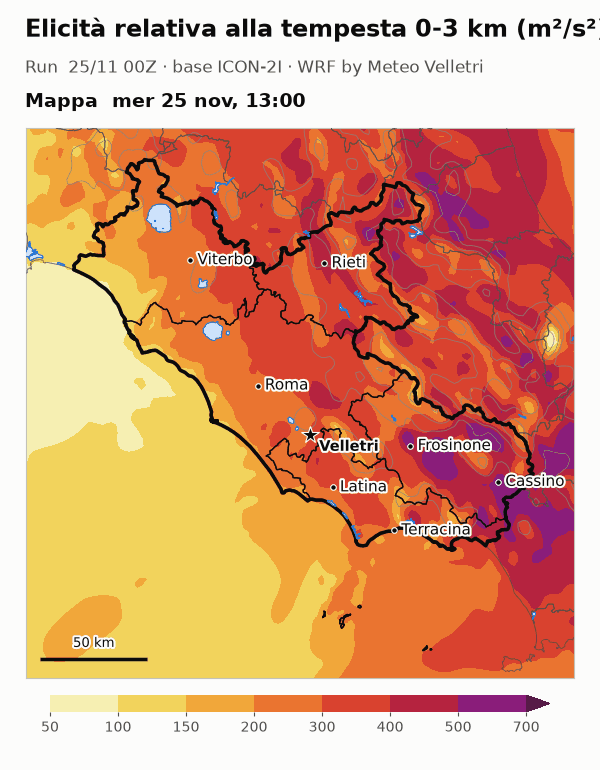 Elicità relativa alla tempesta 0-3 km (m²/s²)
Run 25/11 00Z · base ICON-2I · WRF by Meteo Velletri
Mappa mer 25 nov, 13:00
Viterbo
Rieti
Roma
Velletri
Frosinone
Cassino
Latina
Terracina
50 km
50 100 150 200 300 400 500 700